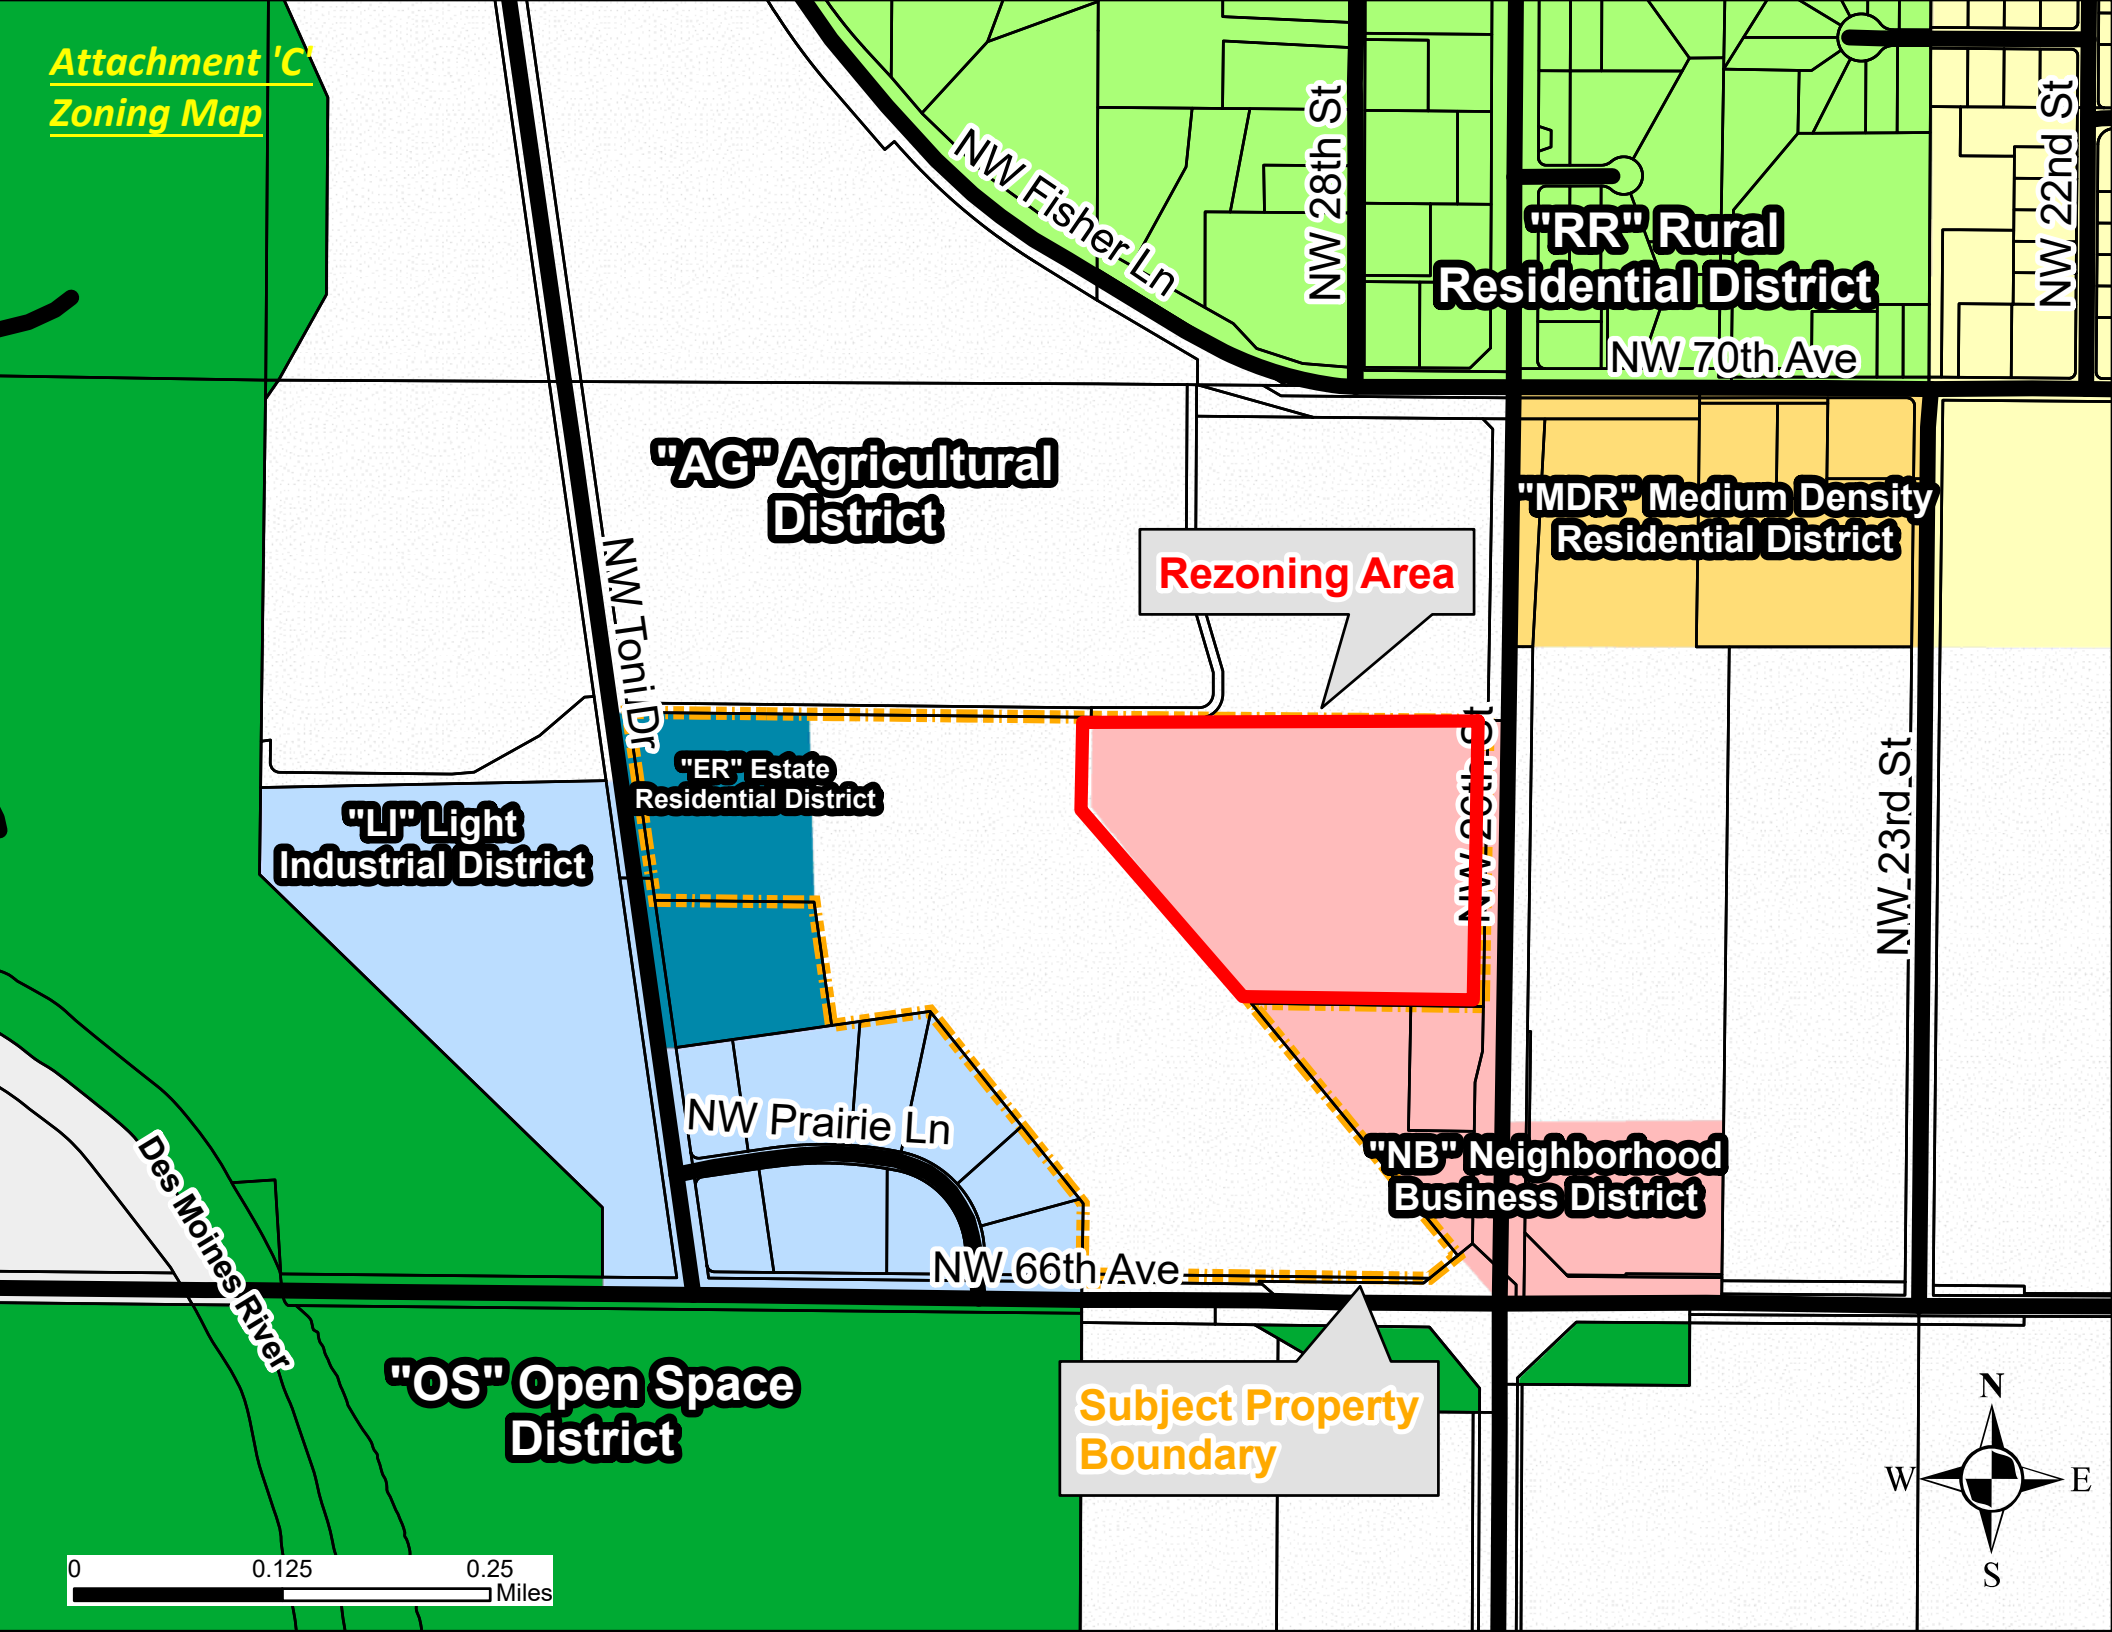 Attachment 'C'
Zoning Map
NW Fisher Ln
NW 28th St
NW 22nd St
"RR" Rural
Residential District
NW 70th Ave
"AG" Agricultural
District
"MDR" Medium Density
Residential District
Rezoning Area
NW Toni Dr
NW 26th St
NW 23rd St
"ER" Estate
Residential District
"LI" Light
Industrial District
NW Prairie Ln
"NB" Neighborhood
Business District
Des Moines River
NW 66th Ave
"OS" Open Space
District
Subject Property
Boundary
N
W E
S
0 0.125 0.25
Miles